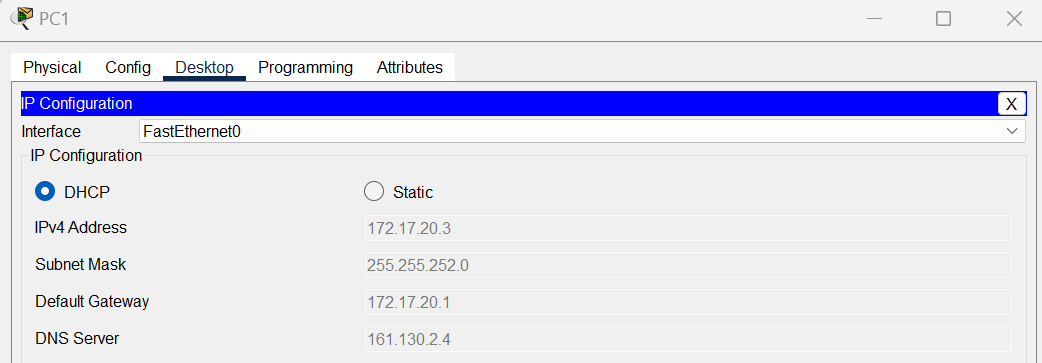 PC1
Physical Config Desktop Programming Attributes
IP Configuration X
Interface FastEthernet0
IP Configuration
DHCP Static
IPv4 Address 172.17.20.3
Subnet Mask 255.255.252.0
Default Gateway 172.17.20.1
DNS Server 161.130.2.4